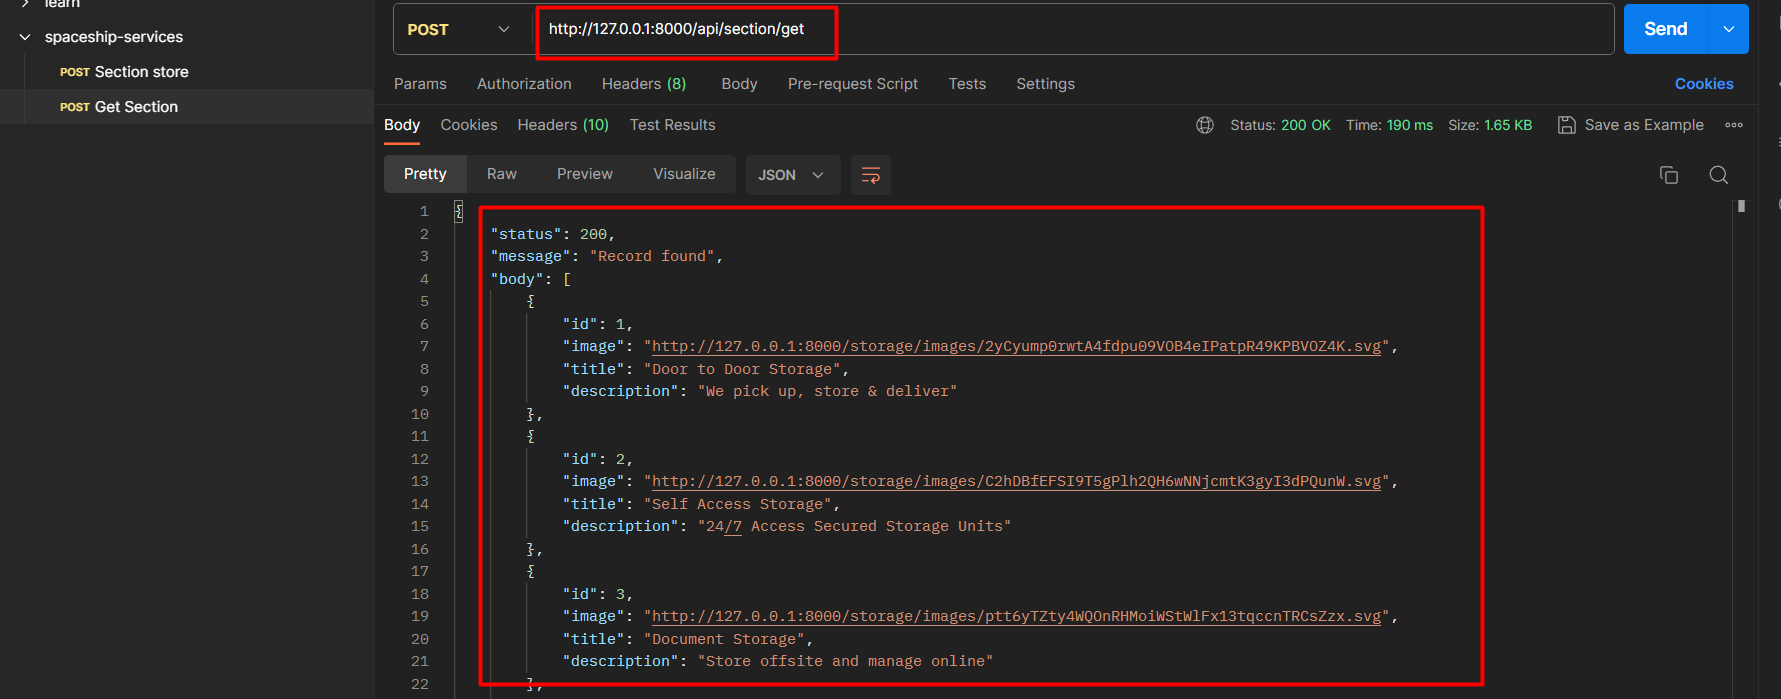 learn
spaceship-services
POST Section store
POST Get Section
POST
http://127.0.0.1:8000/api/section/get
Send
Params Authorization Headers (8) Body Pre-request Script Tests Settings
Cookies
Body Cookies Headers (10) Test Results
Status: 200 OK Time: 190 ms Size: 1.65 KB Save as Example
Pretty Raw Preview Visualize JSON
1 {
2 "status": 200,
3 "message": "Record found",
4 "body": [
5 {
6 "id": 1,
7 "image": "http://127.0.0.1:8000/storage/images/2yCyump0rwtA4fdpu09VOB4eIPatpR49KPBVOZ4K.svg",
8 "title": "Door to Door Storage",
9 "description": "We pick up, store & deliver"
10 },
11 {
12 "id": 2,
13 "image": "http://127.0.0.1:8000/storage/images/C2hDBfEFSI9T5gPlh2QH6wNNjcmtK3gyI3dPQunW.svg",
14 "title": "Self Access Storage",
15 "description": "24/7 Access Secured Storage Units"
16 },
17 {
18 "id": 3,
19 "image": "http://127.0.0.1:8000/storage/images/ptt6yTZty4WQOnRHMoiWStWlFx13tqccnTRCsZzx.svg",
20 "title": "Document Storage",
21 "description": "Store offsite and manage online"
22 },